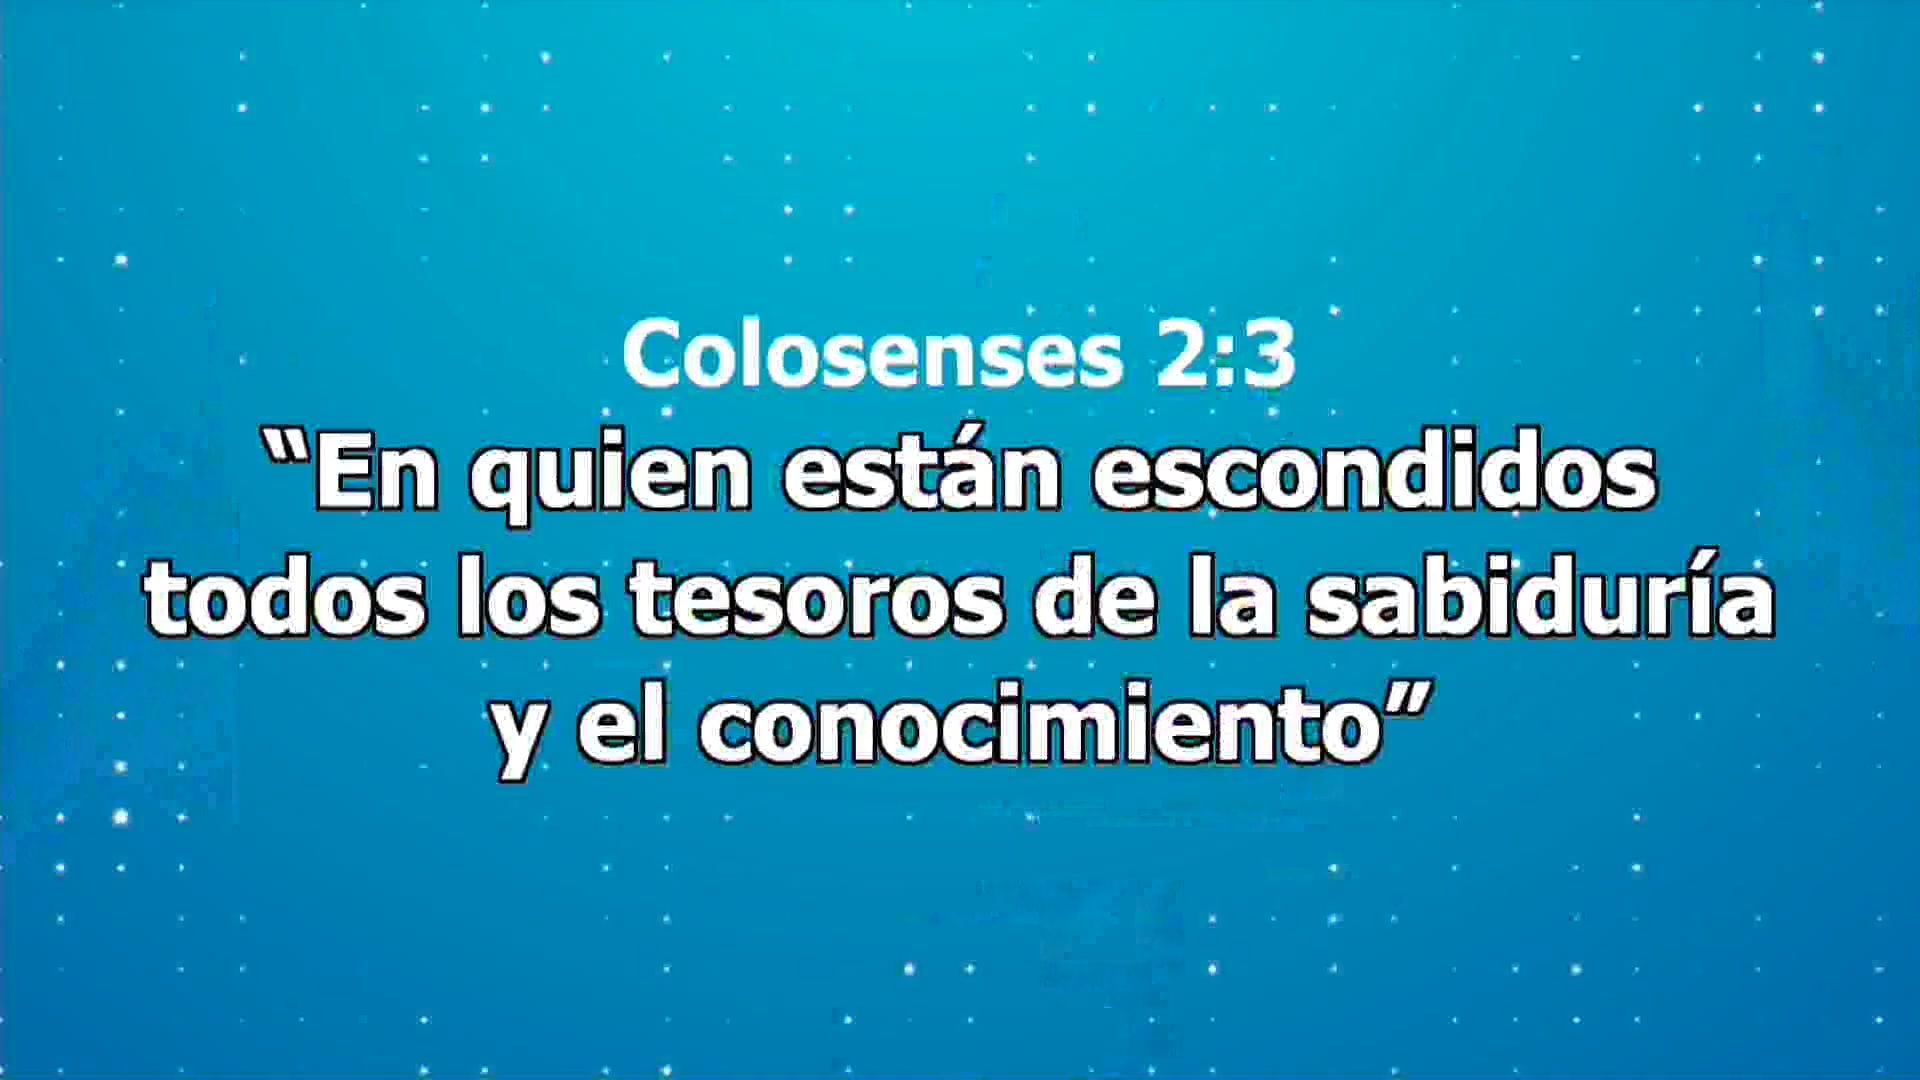 Colosenses 2:3
“En quien están escondidos
todos los tesoros de la sabiduría
y el conocimiento”